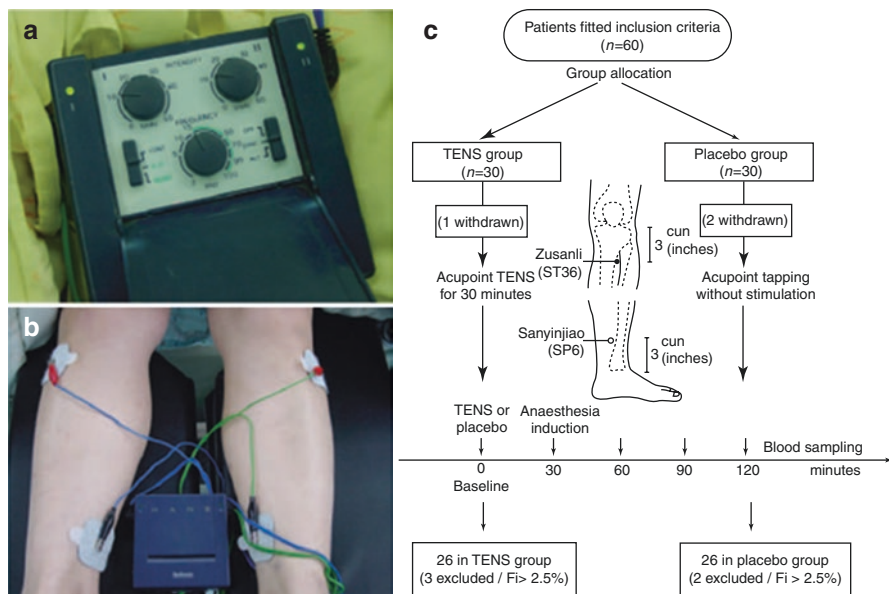 a
I
II
INTENSITY
FREQUENCY
b
c
Patients fitted inclusion criteria
(n=60)
Group allocation
TENS group
(n=30)
Placebo group
(n=30)
(1 withdrawn)
(2 withdrawn)
Acupoint TENS
for 30 minutes
Zusanli
(ST36)
3 cun
(inches)
Acupoint tapping
without stimulation
Sanyinjiao
(SP6)
3 cun
(inches)
TENS or
placebo
Anaesthesia
induction
Blood sampling
0 30 60 90 120 minutes
Baseline
26 in TENS group
(3 excluded / Fi> 2.5%)
26 in placebo group
(2 excluded / Fi > 2.5%)